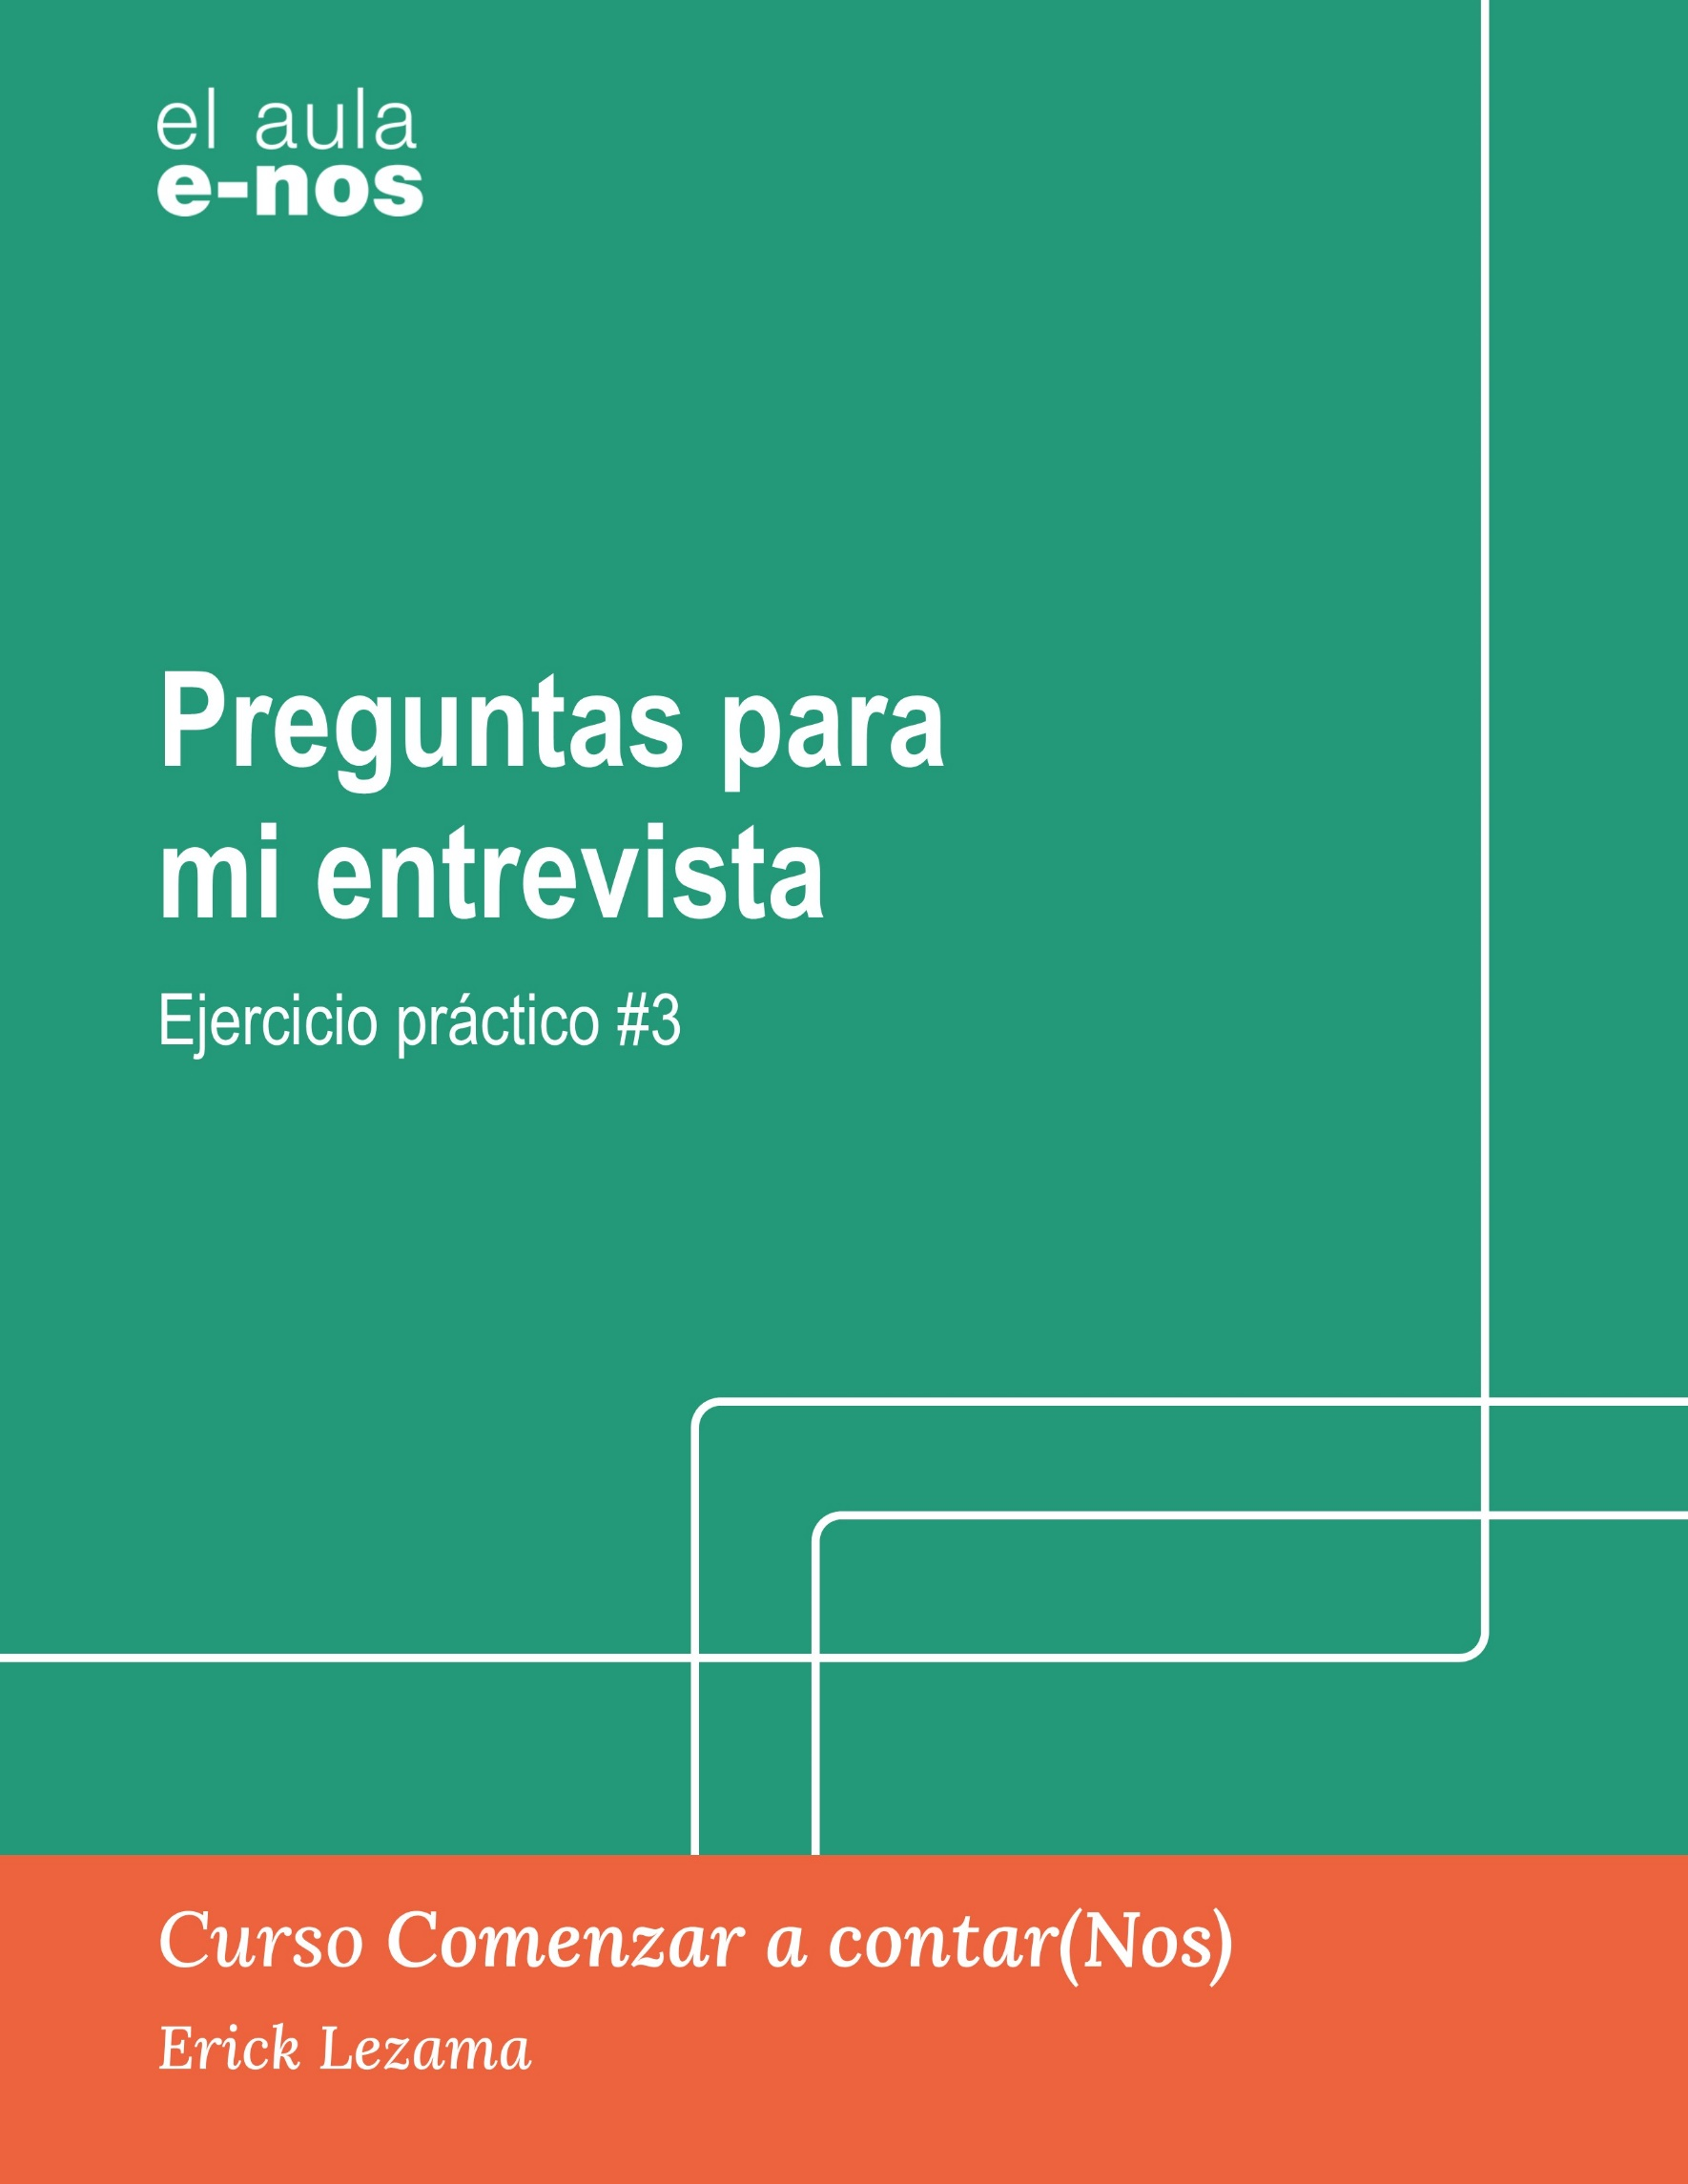 el aula
e-nos
Preguntas para
mi entrevista
Ejercicio práctico #3
Curso Comenzar a contar(Nos)
Erick Lezama